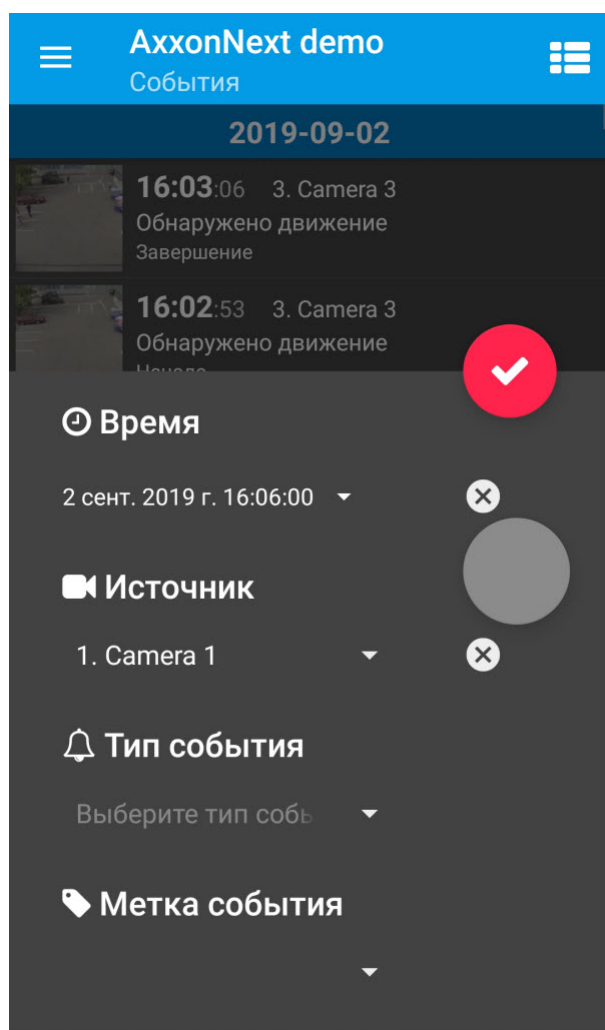 AxxonNext demo
События
2019-09-02
16:03:06 3. Camera 3
Обнаружено движение
Завершение
16:02:53 3. Camera 3
Обнаружено движение
Начало
Время
2 сент. 2019 г. 16:06:00
Источник
1. Camera 1
Тип события
Выберите тип собь
Метка события